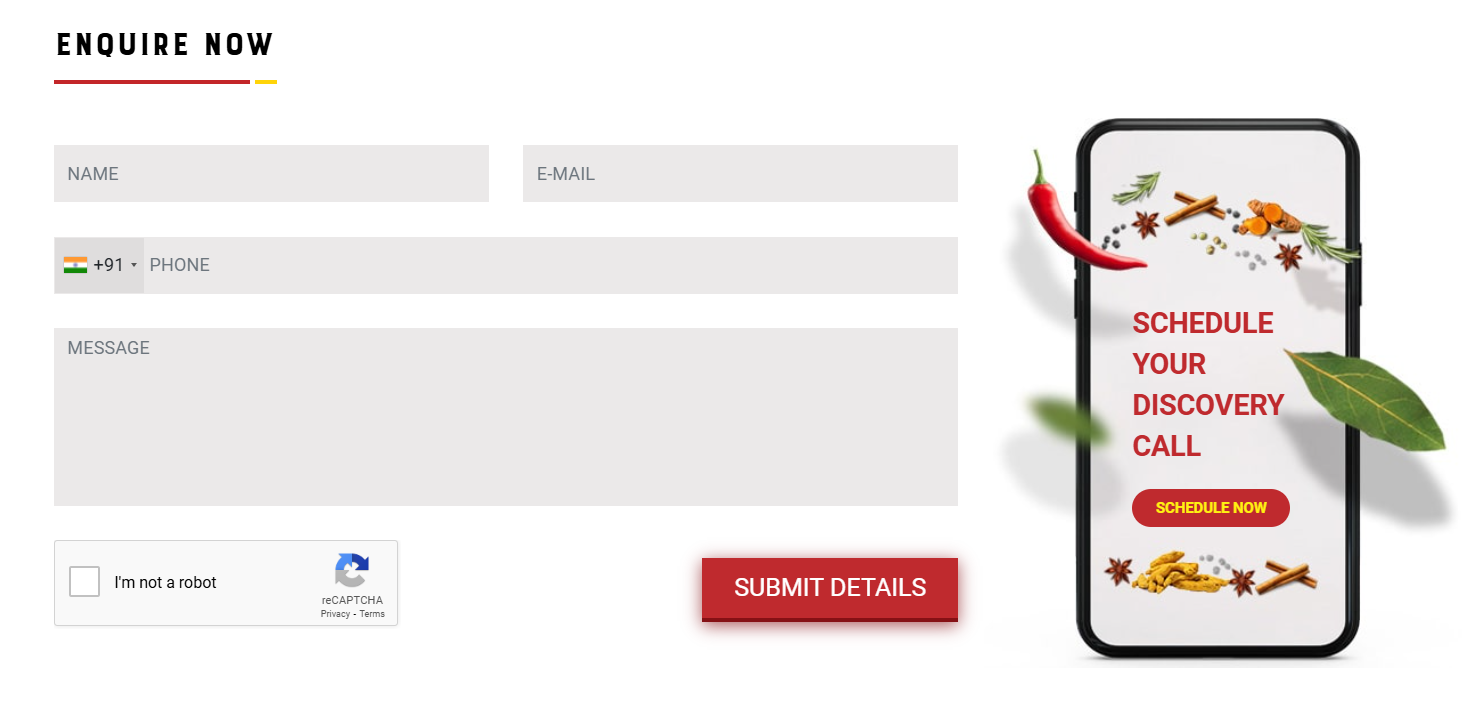 ENQUIRE NOW
NAME
E-MAIL
+91
PHONE
MESSAGE
I'm not a robot
reCAPTCHA
Privacy - Terms
SUBMIT DETAILS
SCHEDULE
YOUR
DISCOVERY
CALL
SCHEDULE NOW